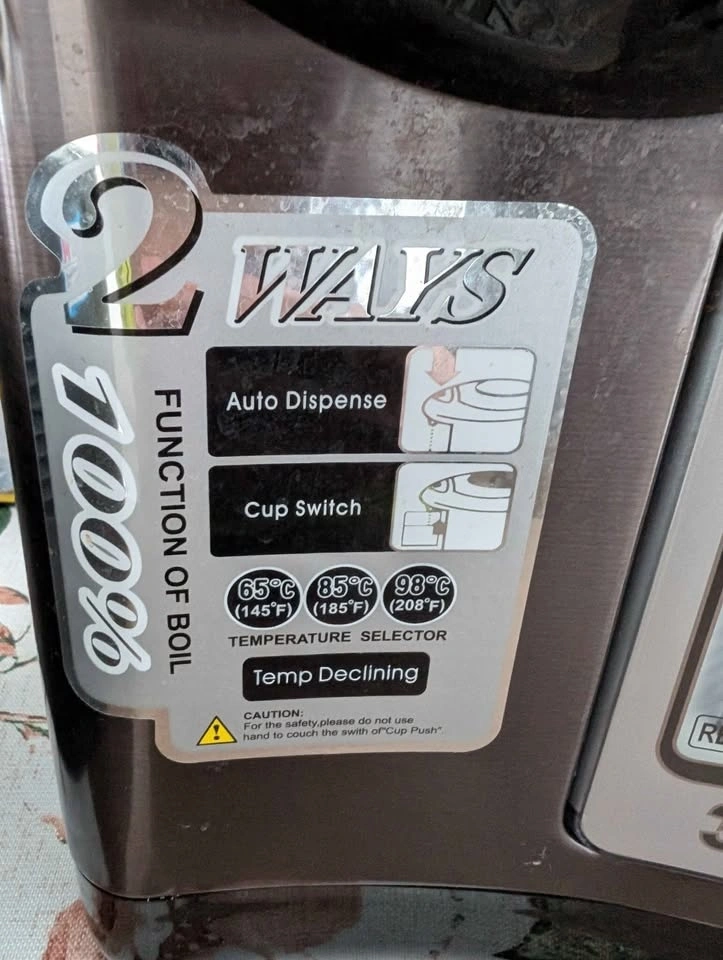 2 WAYS
100%
FUNCTION OF BOIL
Auto Dispense
Cup Switch
65°C 85°C 98°C
(145°F) (185°F) (208°F)
TEMPERATURE SELECTOR
Temp Declining
CAUTION:
For the safety,please do not use
hand to couch the swith of"Cup Push"